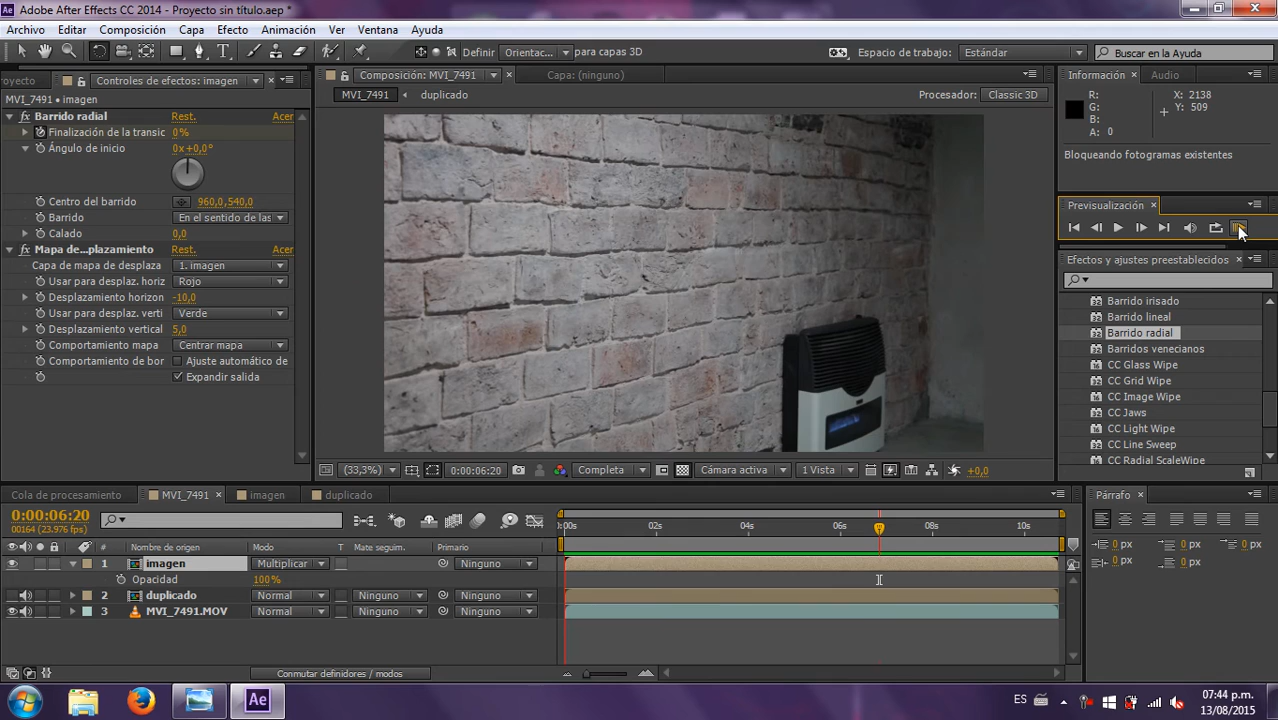 Adobe After Effects CC 2014 - Proyecto sin título.aep *
Archivo Editar Composición Capa Efecto Animación Ver Ventana Ayuda
Definir Orientac... para capas 3D Espacio de trabajo: Estándar Buscar en la Ayuda
royecto Controles de efectos: imagen
Composición: MVI_7491 Capa: (ninguno)
Información Audio
MVI_7491 • imagen
MVI_7491 duplicado Procesador: Classic 3D
R: X: 2138
G: Y: 509
B:
A: 0
Bloqueando fotogramas existentes
fx Barrido radial Rest. Acer
Finalización de la transic 0%
Ángulo de inicio 0x+0,0°
Centro del barrido 960,0,540,0
Barrido En el sentido de las
Calado 0,0
fx Mapa de...plazamiento Rest. Acer
Capa de mapa de desplaza 1. imagen
Usar para desplaz. horiz Rojo
Desplazamiento horizon -10,0
Usar para desplaz. verti Verde
Desplazamiento vertical 5,0
Comportamiento mapa Centrar mapa
Comportamiento de bor Ajuste automático de
Expandir salida
Previsualización
Efectos y ajustes preestablecidos
Barrido irisado
Barrido lineal
Barrido radial
Barridos venecianos
CC Glass Wipe
CC Grid Wipe
CC Image Wipe
CC Jaws
CC Light Wipe
CC Line Sweep
CC Radial ScaleWipe
(33,3%) 0:00:06:20 Completa Cámara activa 1 Vista +0,0
Cola de procesamiento MVI_7491 imagen duplicado
Párrafo
0:00:06:20
00164 (23.976 fps)
:00s 02s 04s 06s 08s 10s
# Nombre de origen Modo T Mate seguim. Primario
1 imagen Multiplicar Ninguno
Opacidad 100%
2 duplicado Normal Ninguno Ninguno
3 MVI_7491.MOV Normal Ninguno Ninguno
0 px 0 px 0 px
0 px 0 px
Conmutar definidores / modos
Ae
ES
07:44 p.m.
13/08/2015